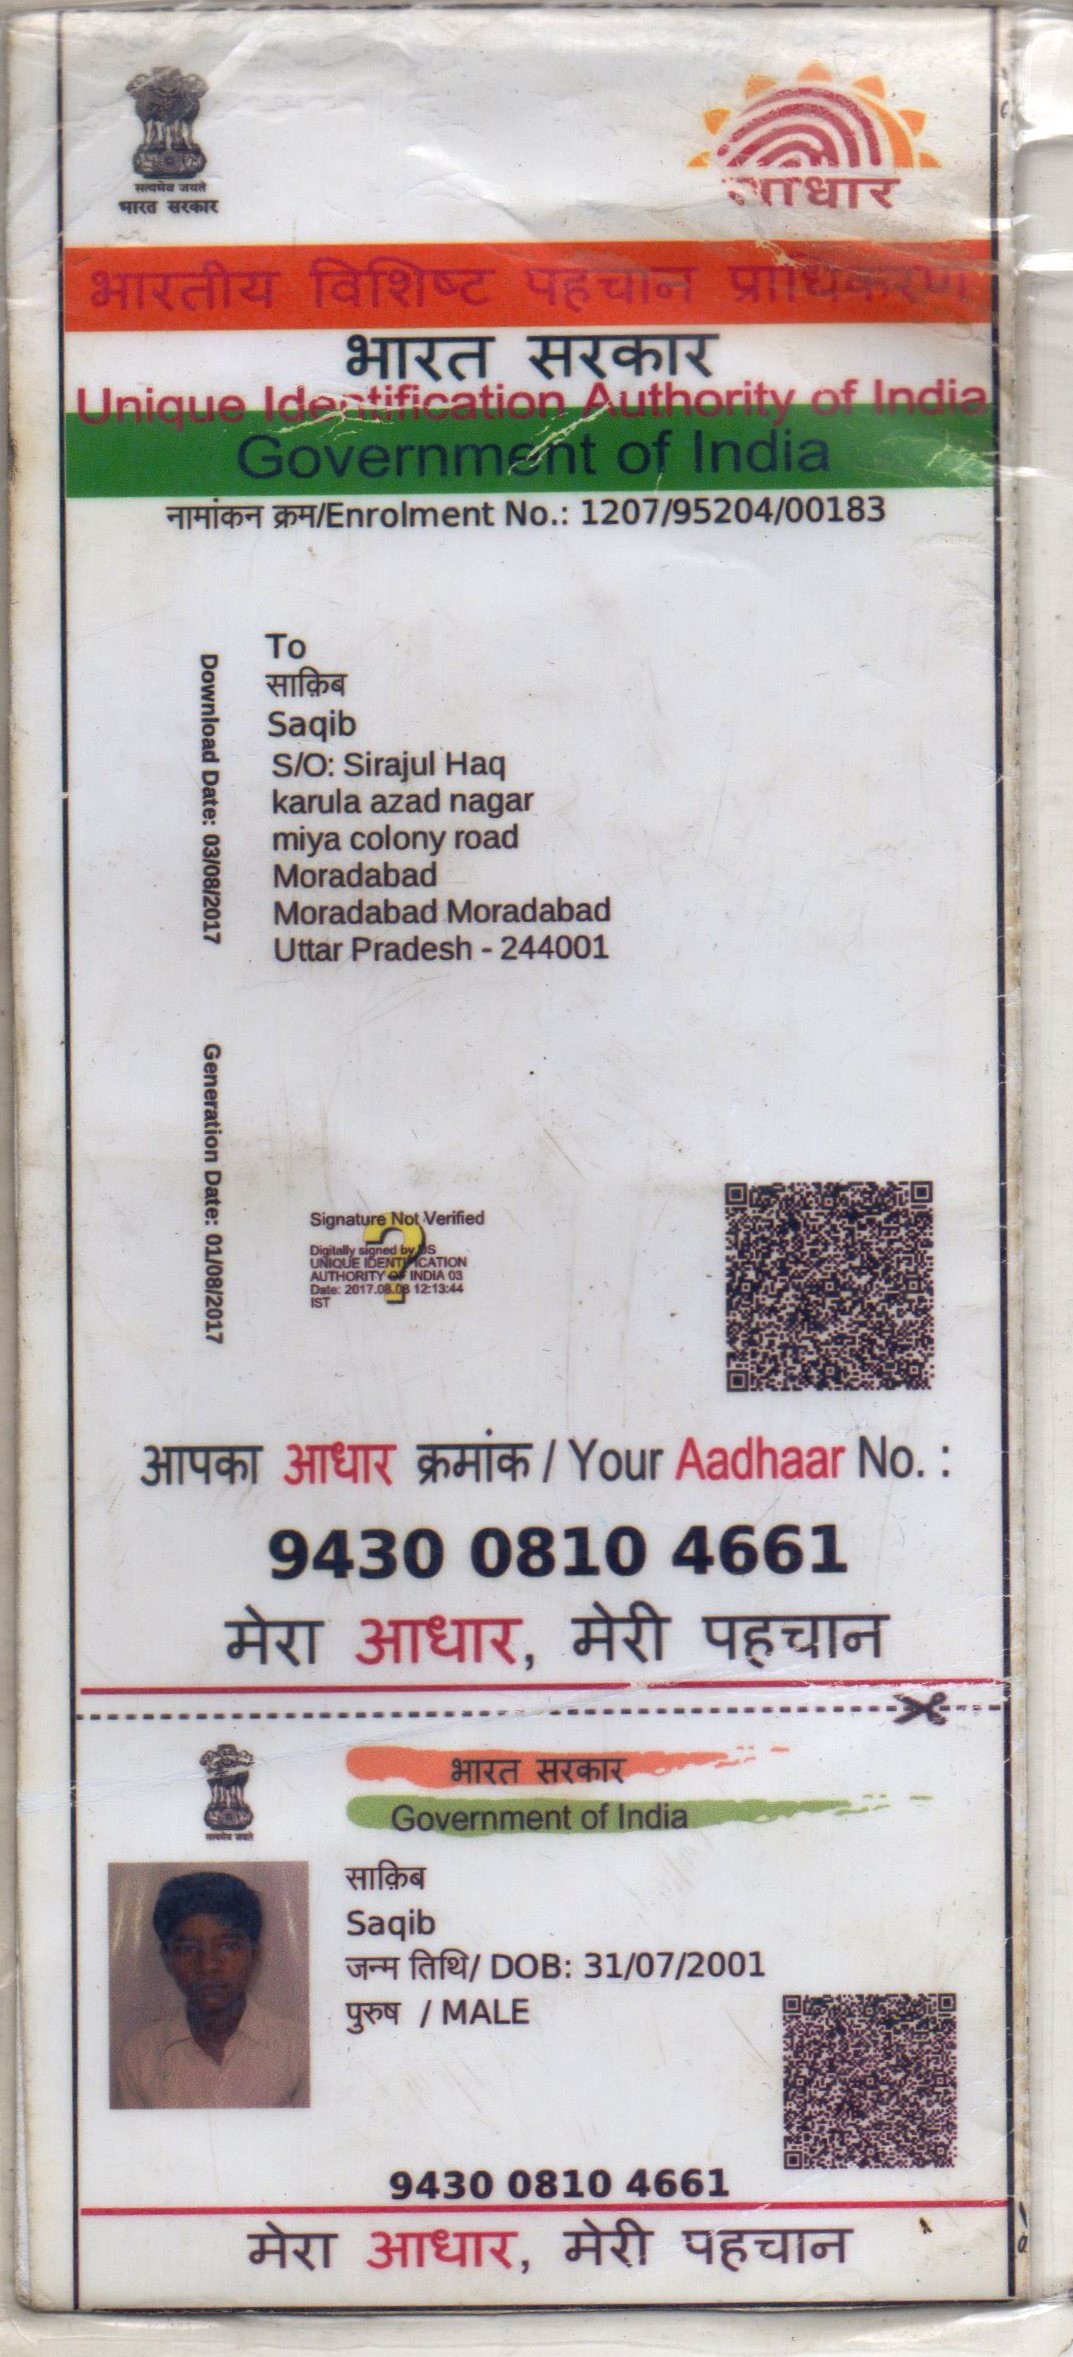 सत्यमेव जयते
भारत सरकार
आधार
भारतीय विशिष्ट पहचान प्राधिकरण
भारत सरकार
Unique Identification Authority of India
Government of India
नामांकन क्रम/Enrolment No.: 1207/95204/00183
To
साक़िब
Saqib
S/O: Sirajul Haq
karula azad nagar
miya colony road
Moradabad
Moradabad Moradabad
Uttar Pradesh - 244001
Download Date: 03/08/2017
Generation Date: 01/08/2017
Signature Not Verified
Digitally signed by DS
UNIQUE IDENTIFICATION
AUTHORITY OF INDIA 03
Date: 2017.08.03 12:13:44
IST
आपका आधार क्रमांक / Your Aadhaar No. :
9430 0810 4661
मेरा आधार, मेरी पहचान
सत्यमेव जयते
भारत सरकार
Government of India
साक़िब
Saqib
जन्म तिथि/ DOB: 31/07/2001
पुरुष / MALE
9430 0810 4661
मेरा आधार, मेरी पहचान